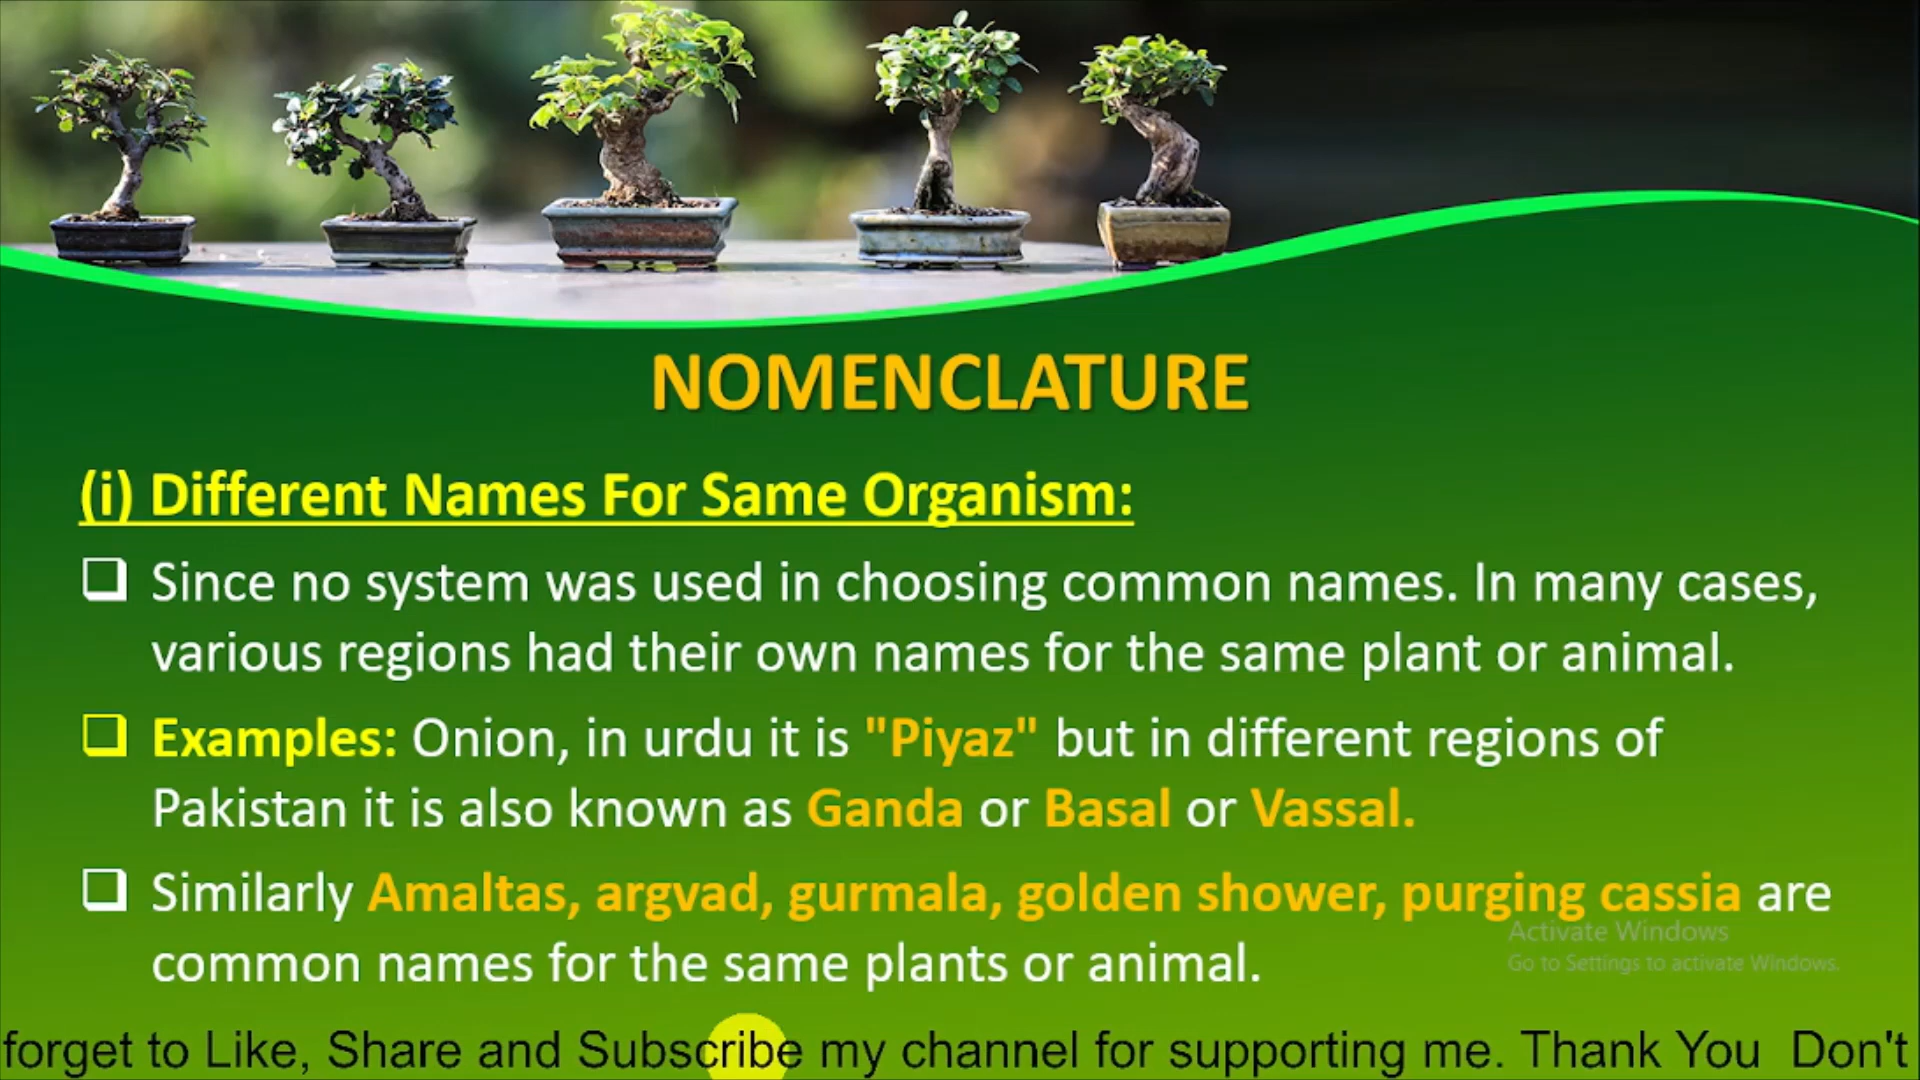 NOMENCLATURE
(i) Different Names For Same Organism:
❑ Since no system was used in choosing common names. In many cases,
various regions had their own names for the same plant or animal.
❑ Examples: Onion, in urdu it is "Piyaz" but in different regions of
Pakistan it is also known as Ganda or Basal or Vassal.
❑ Similarly Amaltas, argvad, gurmala, golden shower, purging cassia are
common names for the same plants or animal.
Activate Windows
Go to Settings to activate Windows.
forget to Like, Share and Subscribe my channel for supporting me. Thank You Don't